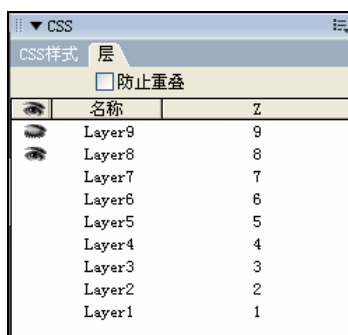 CSS
CSS样式 层
防止重叠
名称 Z
Layer9 9
Layer8 8
Layer7 7
Layer6 6
Layer5 5
Layer4 4
Layer3 3
Layer2 2
Layer1 1